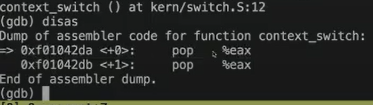 context_switch () at kern/switch.S:12
(gdb) disas
Dump of assembler code for function context_switch:
=> 0xf01042da <+0>: pop %eax
0xf01042db <+1>: pop %eax
End of assembler dump.
(gdb)